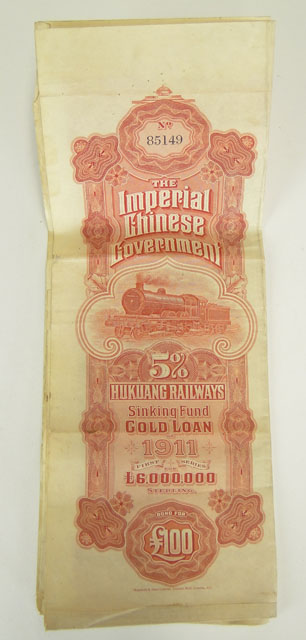 No
85149
THE
Imperial
Chinese
Government
5%
HUKUANG RAILWAYS
Sinking Fund
GOLD LOAN
1911
FIRST SERIES
FOR
£6,000,000
STERLING
BOND FOR
£100